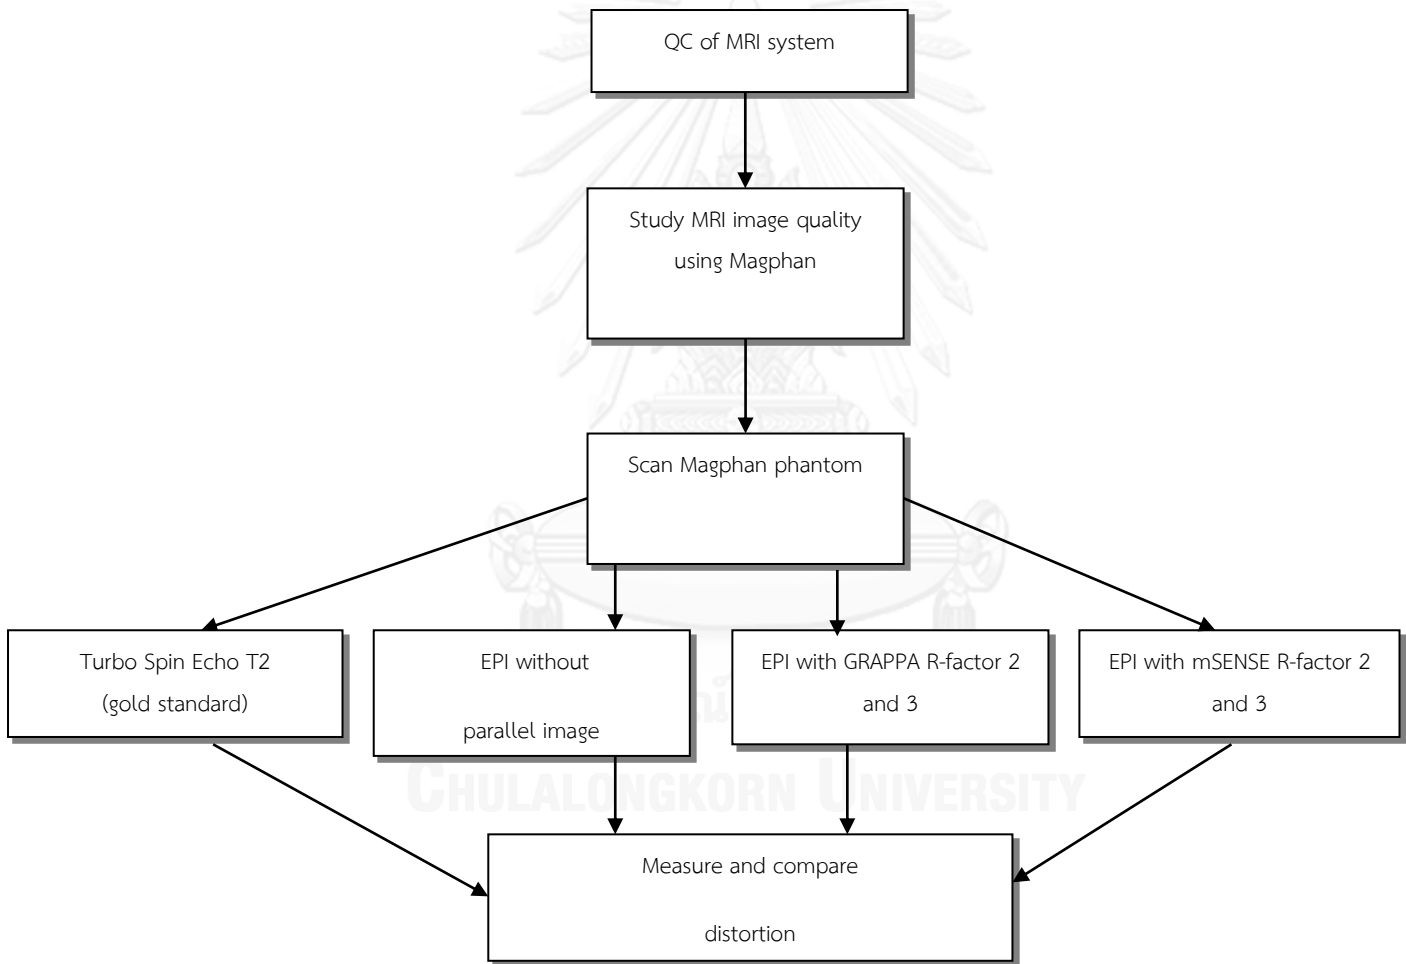 QC of MRI system
Study MRI image quality
using Magphan
Scan Magphan phantom
Turbo Spin Echo T2
(gold standard)
EPI without
parallel image
EPI with GRAPPA R-factor 2
and 3
EPI with mSENSE R-factor 2
and 3
CHULALONGKORN UNIVERSITY
Measure and compare
distortion